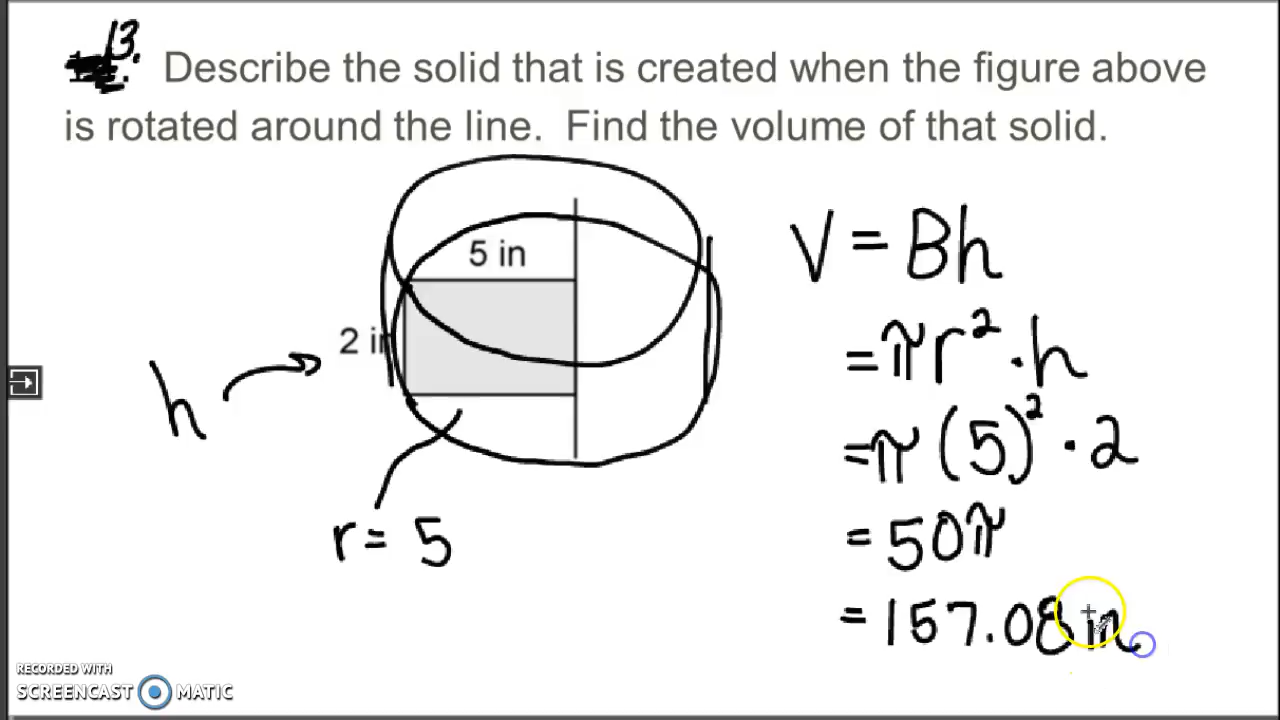 13. Describe the solid that is created when the figure above
is rotated around the line. Find the volume of that solid.
5 in
2 in
h
r = 5
V = Bh
= πr² · h
= π (5)² · 2
= 50π
= 157.08 in
RECORDED WITH
SCREENCAST MATIC